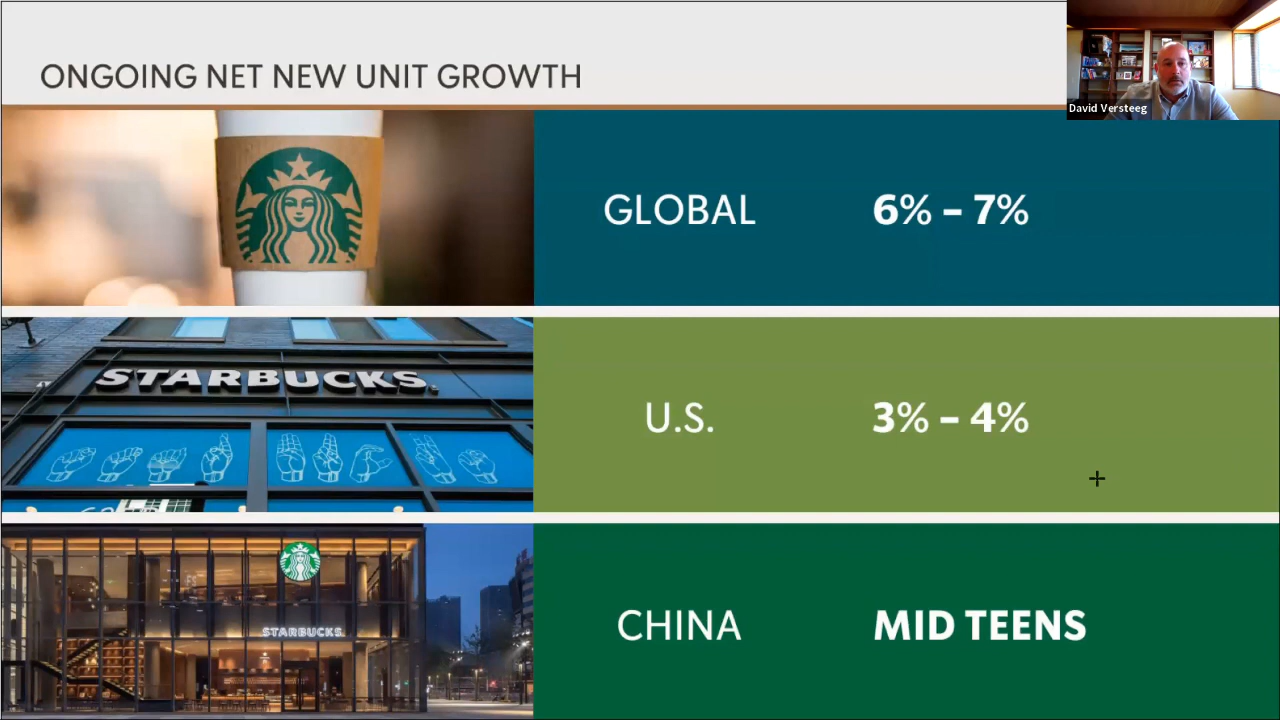 ONGOING NET NEW UNIT GROWTH
David Versteeg
GLOBAL 6% – 7%
STARBUCKS
U.S. 3% – 4%
STARBUCKS
CHINA MID TEENS